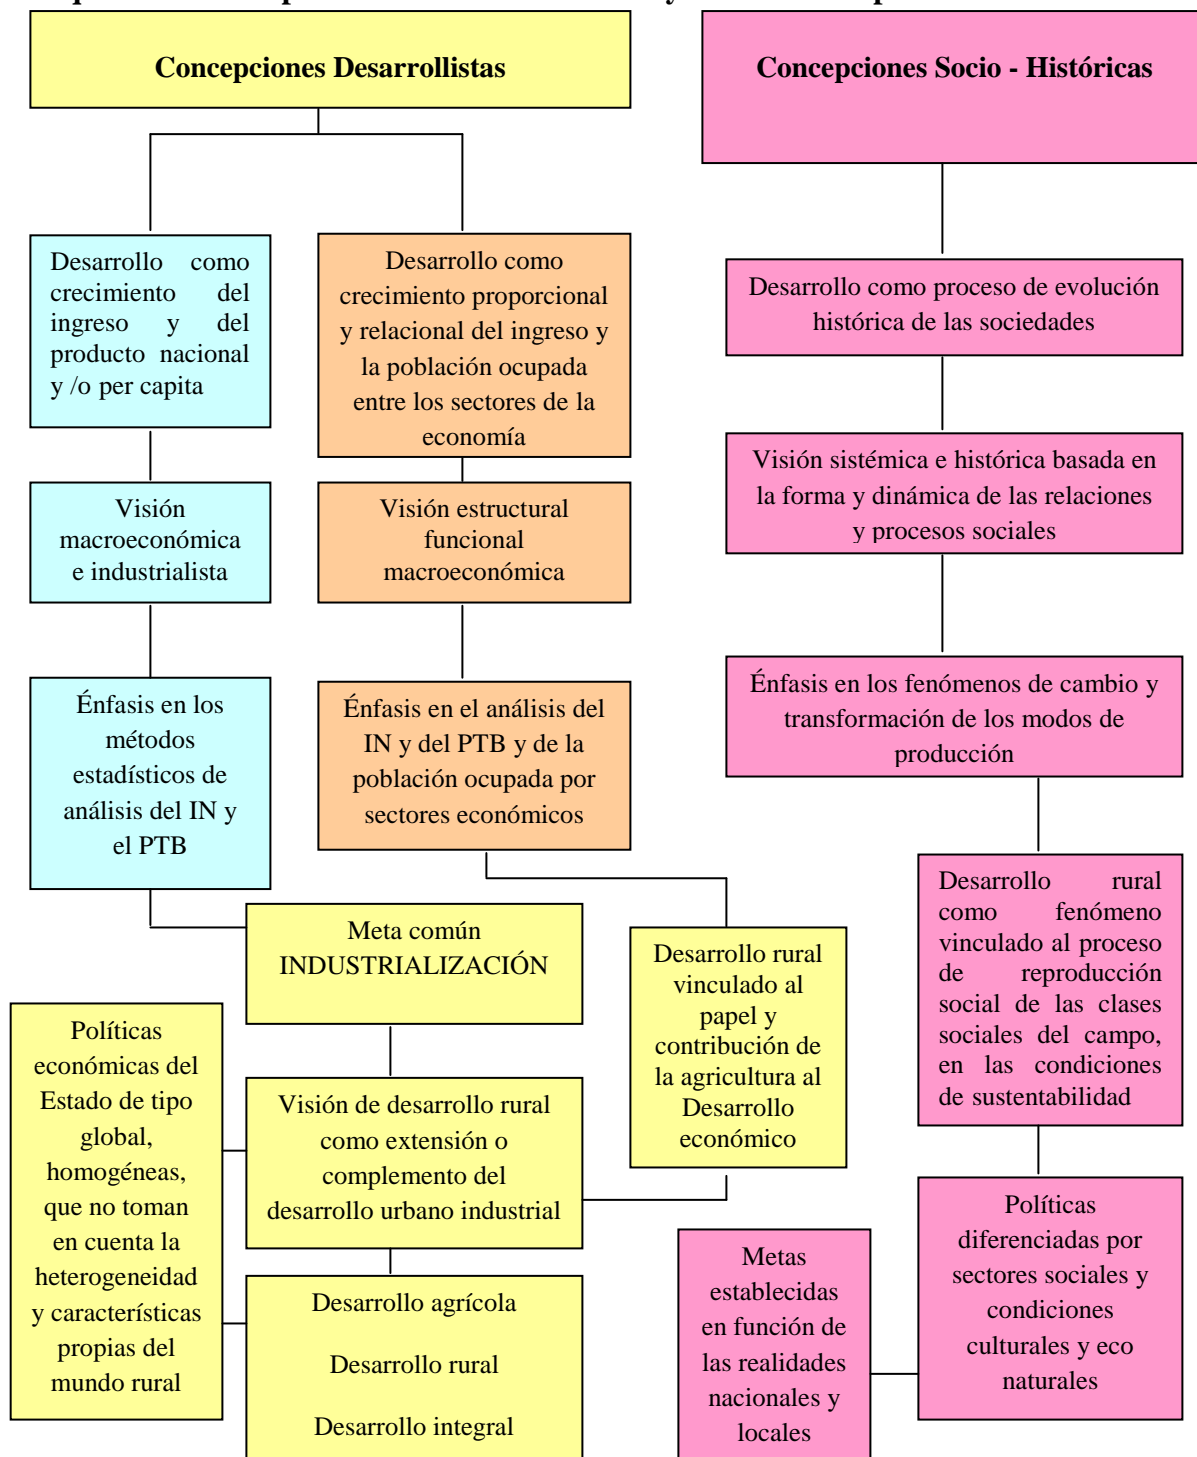 Concepciones Desarrollistas
Concepciones Socio - Históricas
Desarrollo como
crecimiento del
ingreso y del
producto nacional
y /o per capita
Desarrollo como
crecimiento proporcional
y relacional del ingreso y
la población ocupada
entre los sectores de la
economía
Desarrollo como proceso de evolución
histórica de las sociedades
Visión
macroeconómica
e industrialista
Visión estructural
funcional
macroeconómica
Visión sistémica e histórica basada en
la forma y dinámica de las relaciones
y procesos sociales
Énfasis en los
métodos
estadísticos de
análisis del IN y
el PTB
Énfasis en el análisis del
IN y del PTB y de la
población ocupada por
sectores económicos
Énfasis en los fenómenos de cambio y
transformación de los modos de
producción
Meta común
INDUSTRIALIZACIÓN
Desarrollo rural
vinculado al
papel y
contribución de
la agricultura al
Desarrollo
económico
Desarrollo rural
como fenómeno
vinculado al proceso
de reproducción
social de las clases
sociales del campo,
en las condiciones
de sustentabilidad
Políticas
económicas del
Estado de tipo
global,
homogéneas,
que no toman
en cuenta la
heterogeneidad
y características
propias del
mundo rural
Visión de desarrollo rural
como extensión o
complemento del
desarrollo urbano industrial
Desarrollo agrícola
Desarrollo rural
Desarrollo integral
Metas
establecidas
en función de
las realidades
nacionales y
locales
Políticas
diferenciadas por
sectores sociales y
condiciones
culturales y eco
naturales